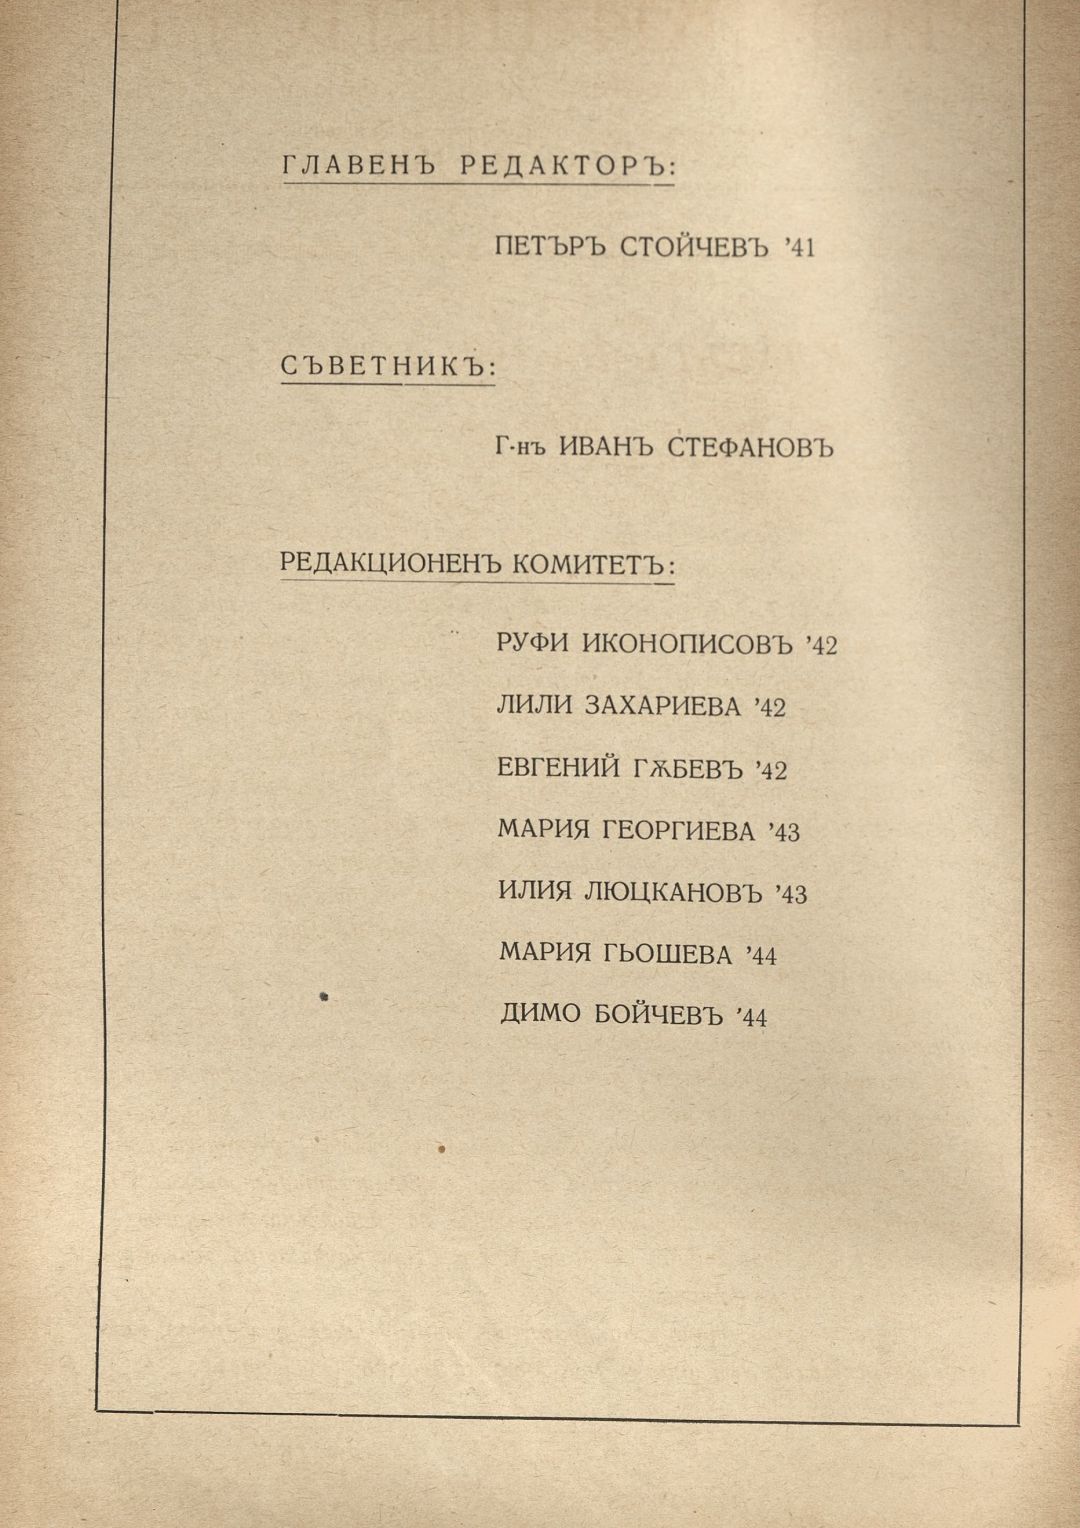 ГЛАВЕНЪ РЕДАКТОРЪ:
ПЕТЪРЪ СТОЙЧЕВЪ ’41
СЪВЕТНИКЪ:
Г-нъ ИВАНЪ СТЕФАНОВЪ
РЕДАКЦИОНЕНЪ КОМИТЕТЪ:
РУФИ ИКОНОПИСОВЪ ’42
ЛИЛИ ЗАХАРИЕВА ’42
ЕВГЕНИЙ ГѪБЕВЪ ’42
МАРИЯ ГЕОРГИЕВА ’43
ИЛИЯ ЛЮЦКАНОВЪ ’43
МАРИЯ ГЬОШЕВА ’44
ДИМО БОЙЧЕВЪ ’44